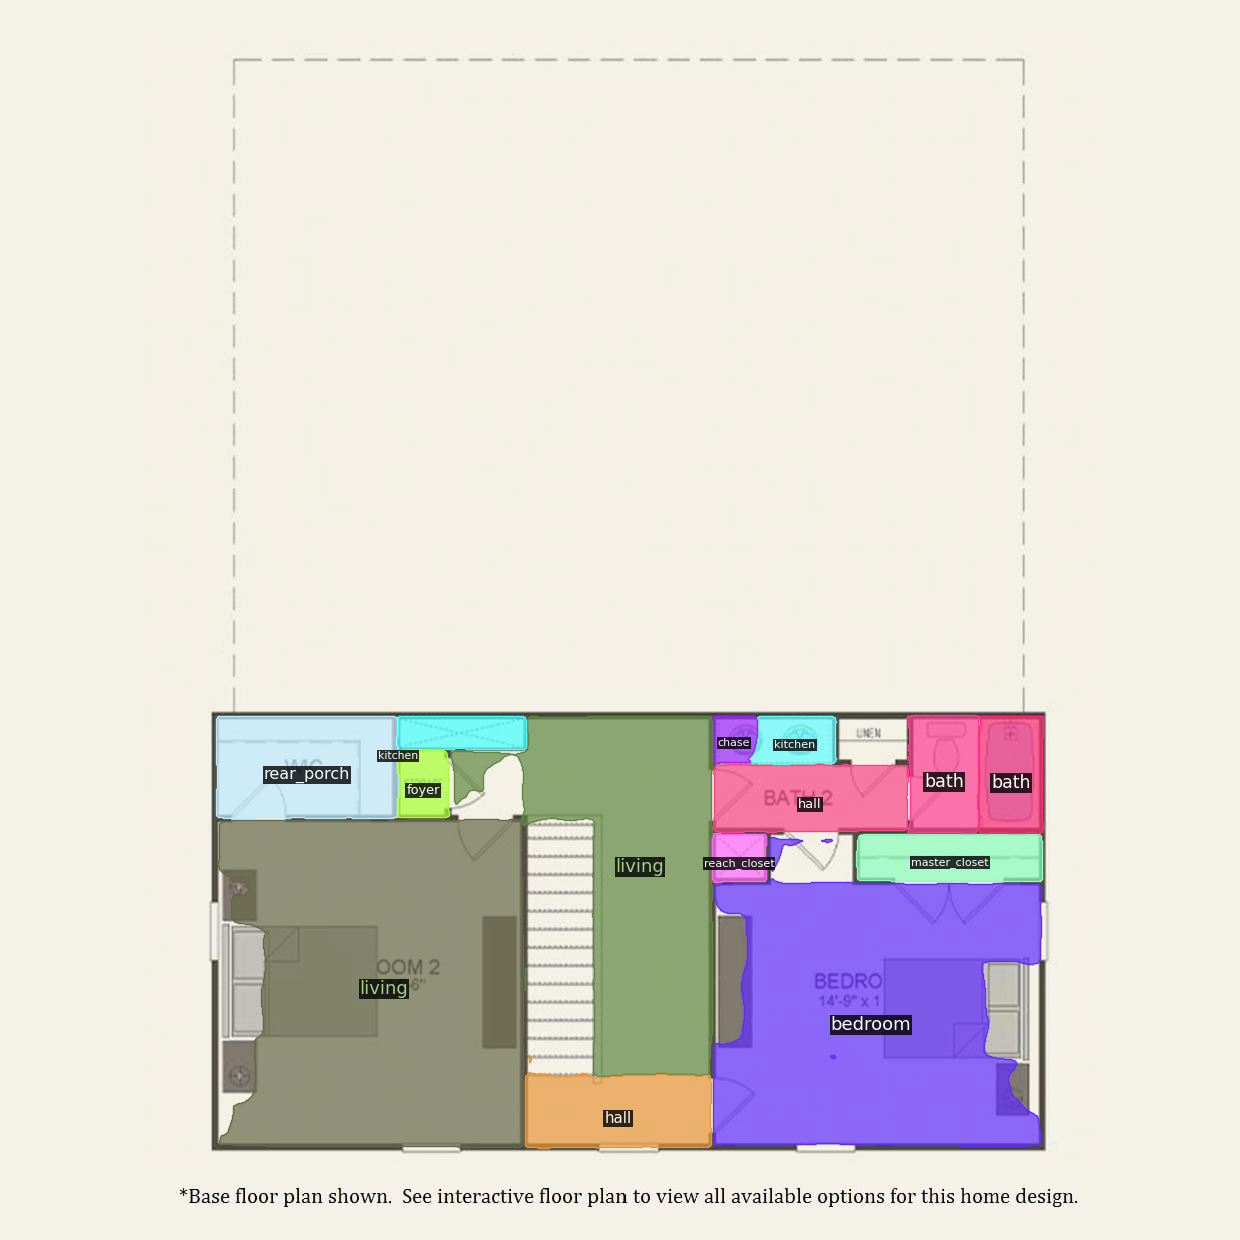 LINEN
chase
kitchen
kitchen
rear_porch
bath
bath
foyer
BATH 2
hall
living
reach_closet
master_closet
OOM 2
living
BEDRO
14'-9" x 1
bedroom
hall
*Base floor plan shown.  See interactive floor plan to view all available options for this home design.